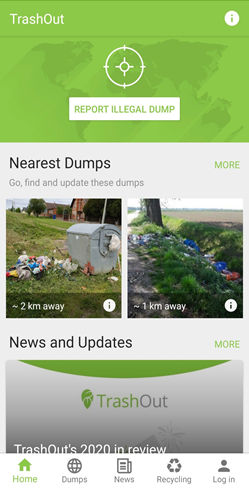 TrashOut
REPORT ILLEGAL DUMP
Nearest Dumps
MORE
Go, find and update these dumps
~ 2 km away
~ 1 km away
News and Updates
MORE
TrashOut
TrashOut's 2020 in review
Home
Dumps
News
Recycling
Log in